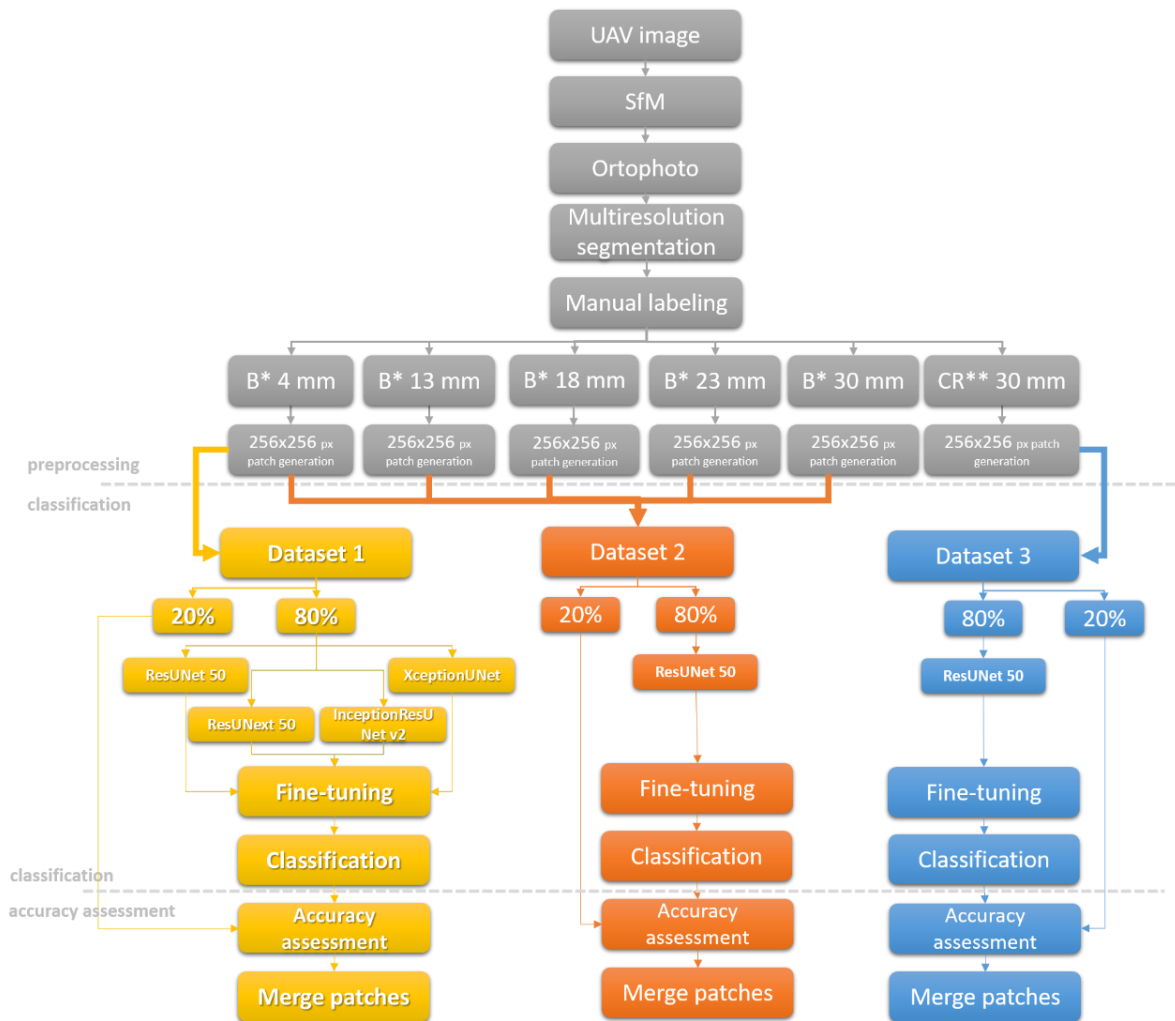 UAV image
SfM
Ortophoto
Multiresolution
segmentation
Manual labeling
B* 4 mm
B* 13 mm
B* 18 mm
B* 23 mm
B* 30 mm
CR** 30 mm
256x256 px
patch generation
256x256 px
patch generation
256x256 px
patch generation
256x256 px
patch generation
256x256 px
patch generation
256x256 px patch
generation
preprocessing
classification
Dataset 1
Dataset 2
Dataset 3
20%
80%
20%
80%
80%
20%
ResUNet 50
XceptionUNet
ResUNet 50
ResUNet 50
ResUNext 50
InceptionResU
Net v2
Fine-tuning
Fine-tuning
Fine-tuning
Classification
Classification
Classification
classification
accuracy assessment
Accuracy
assessment
Accuracy
assessment
Accuracy
assessment
Merge patches
Merge patches
Merge patches